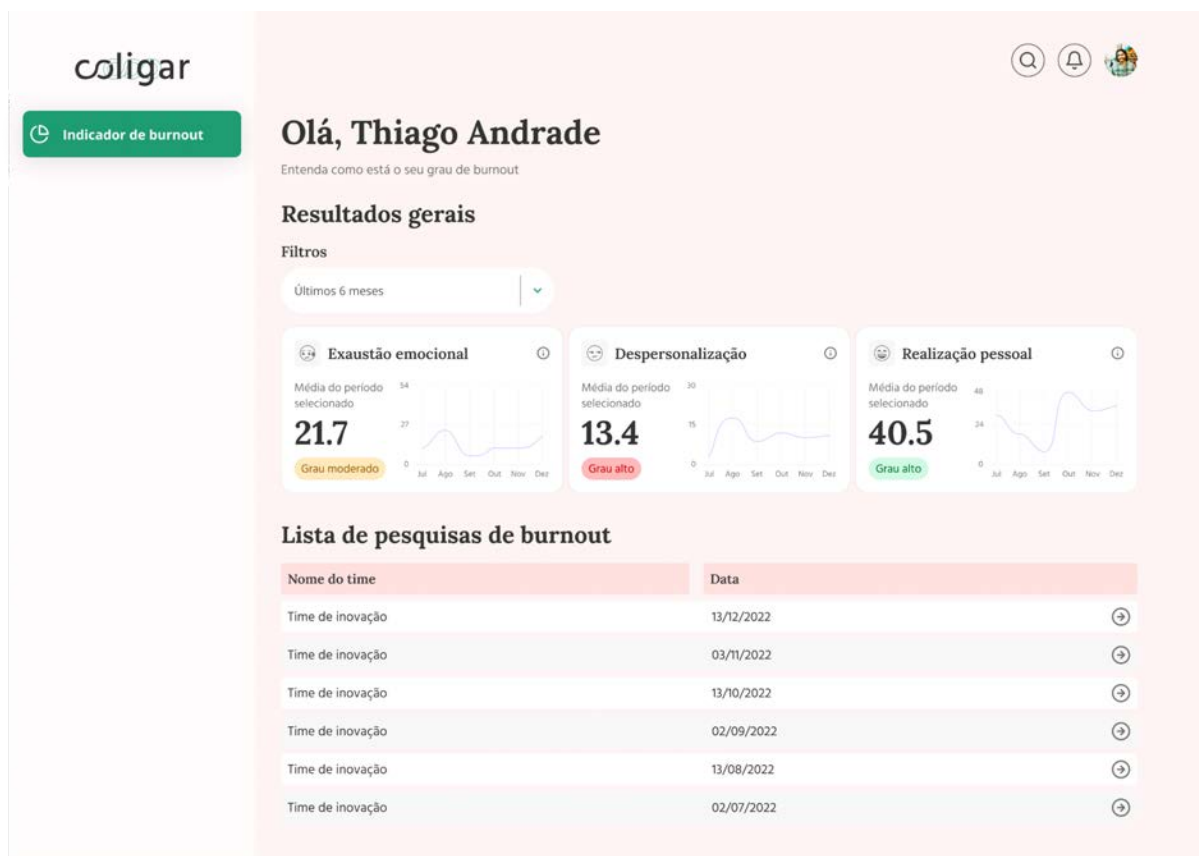 coligar
Indicador de burnout
Olá, Thiago Andrade
Entenda como está o seu grau de burnout
Resultados gerais
Filtros
Últimos 6 meses
Exaustão emocional
Média do período
selecionado
21.7
Grau moderado
54
27
0
Jul Ago Set Out Nov Dez
Despersonalização
Média do período
selecionado
13.4
Grau alto
30
15
0
Jul Ago Set Out Nov Dez
Realização pessoal
Média do período
selecionado
40.5
Grau alto
48
24
0
Jul Ago Set Out Nov Dez
Lista de pesquisas de burnout
Nome do time Data
Time de inovação 13/12/2022
Time de inovação 03/11/2022
Time de inovação 13/10/2022
Time de inovação 02/09/2022
Time de inovação 13/08/2022
Time de inovação 02/07/2022